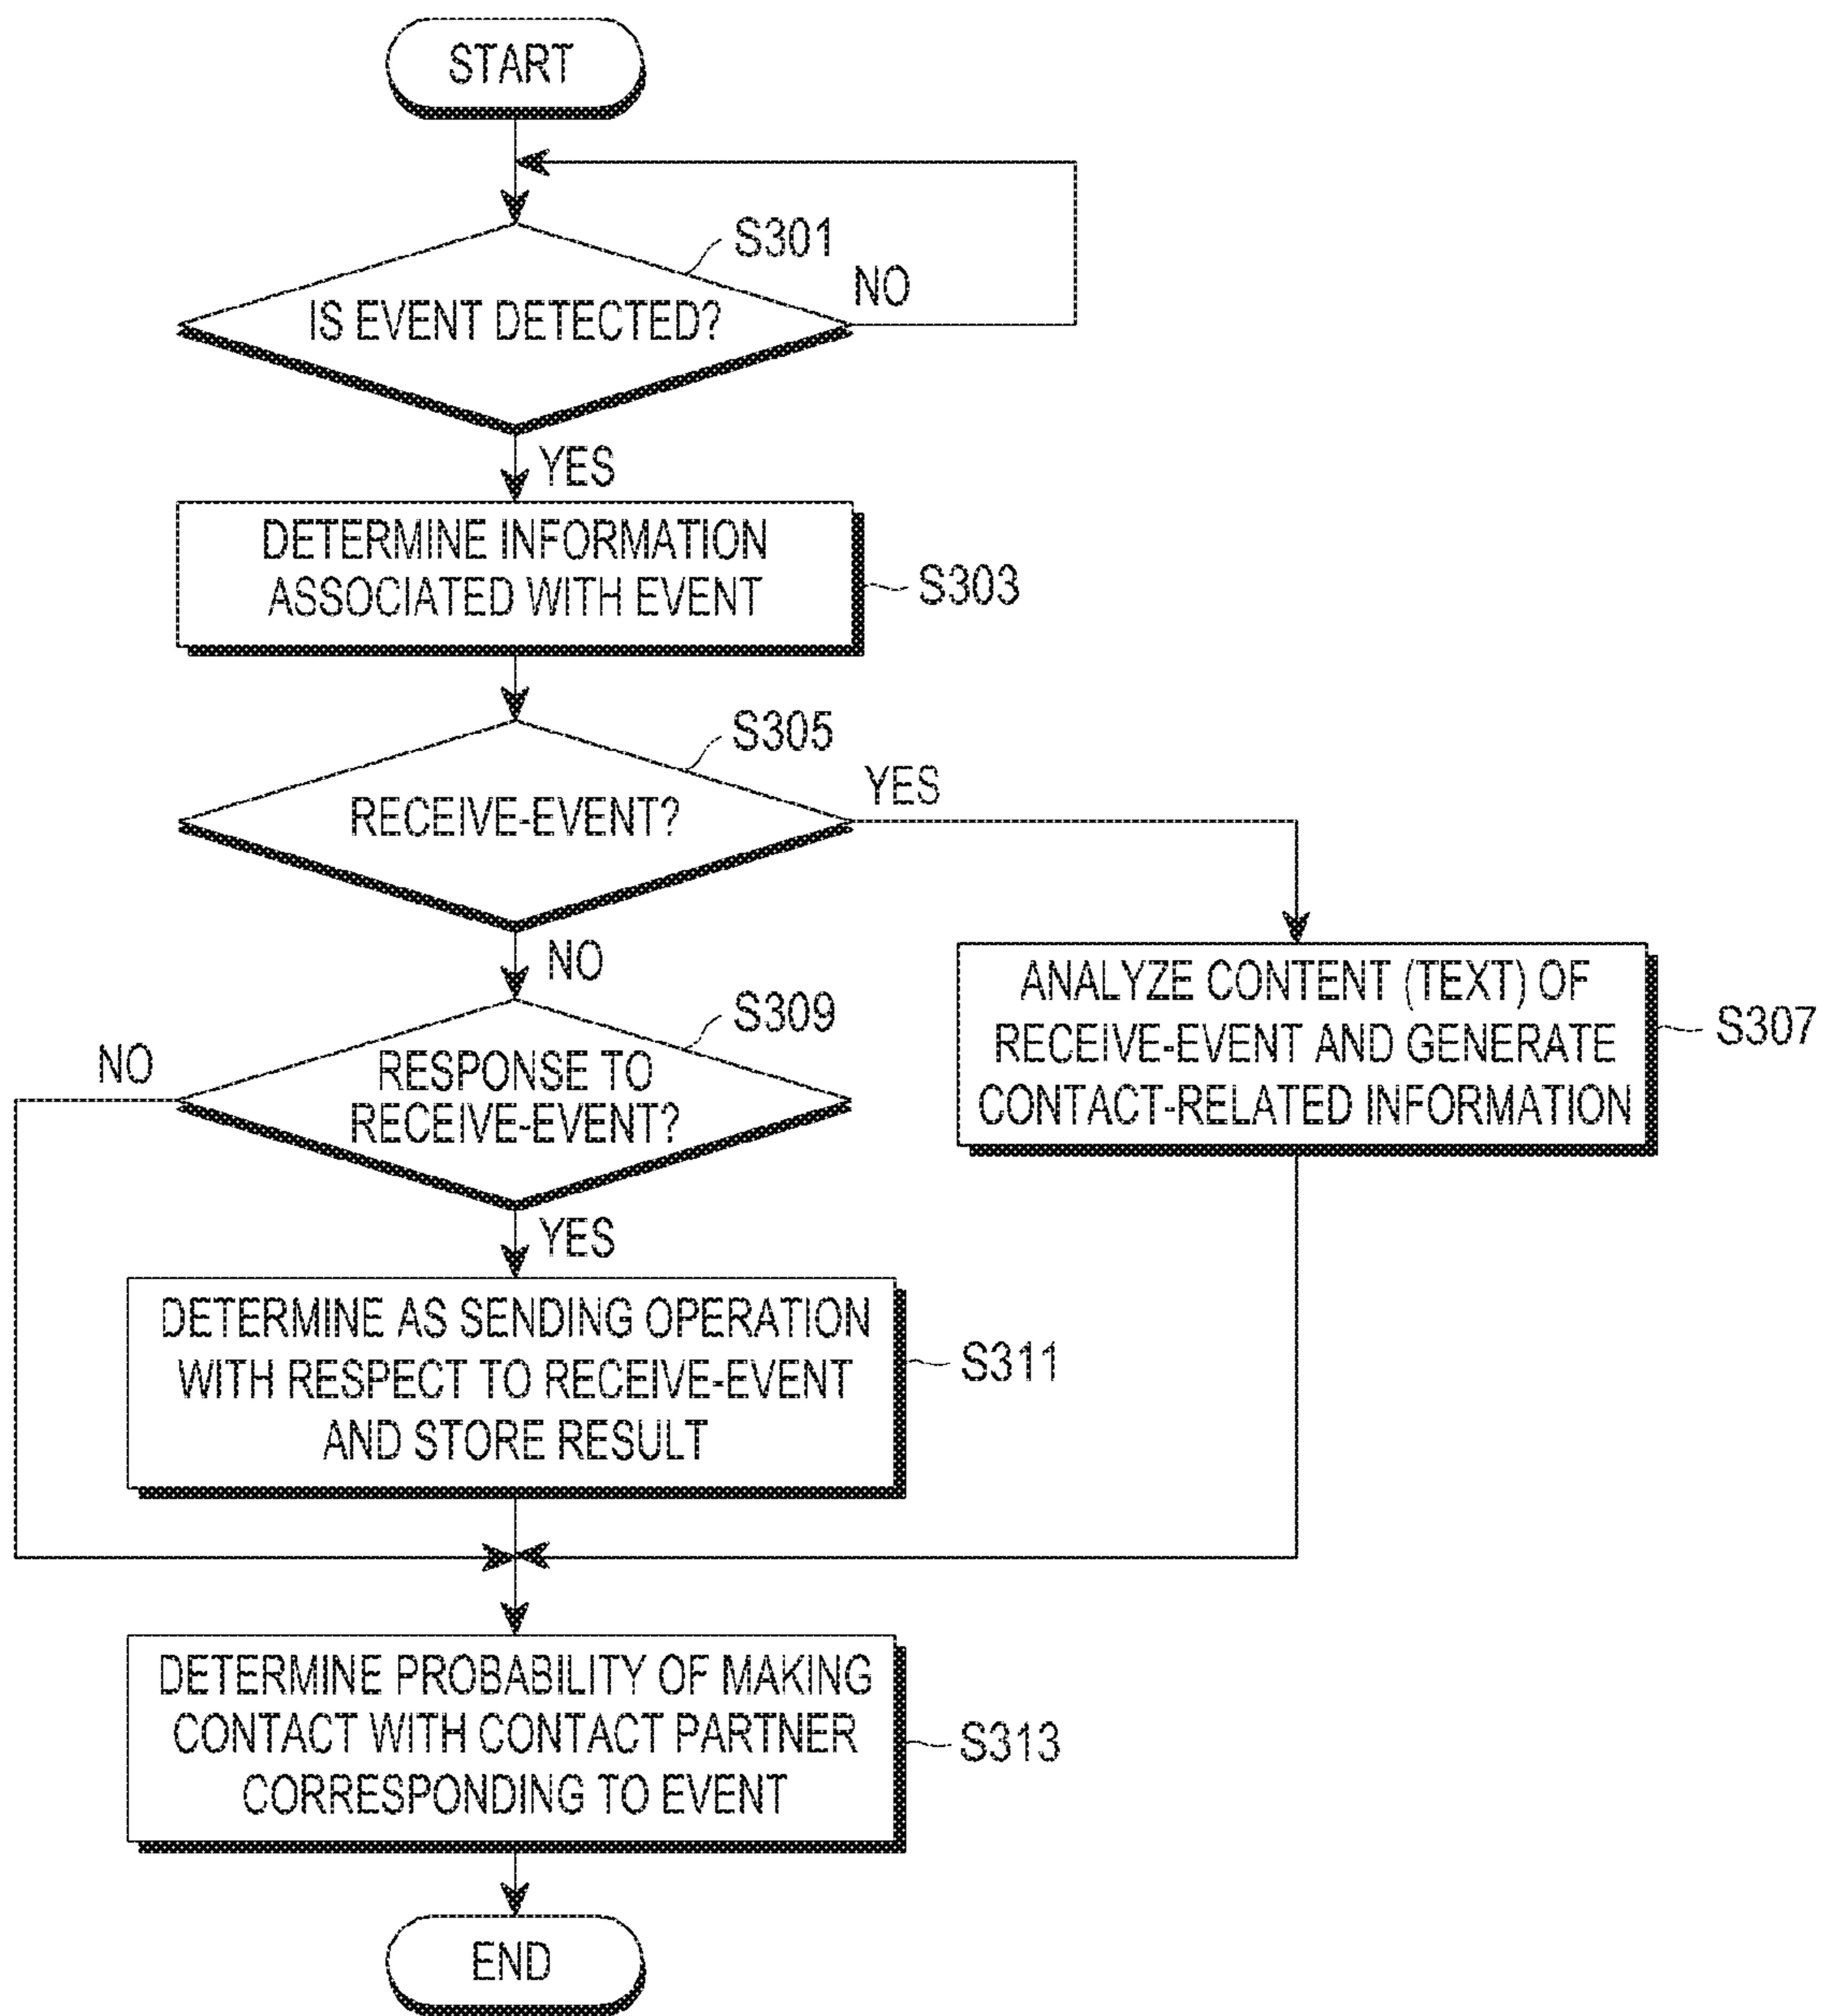 START
S301
IS EVENT DETECTED?
NO
YES
DETERMINE INFORMATION
ASSOCIATED WITH EVENT
S303
S305
RECEIVE-EVENT?
YES
NO
ANALYZE CONTENT (TEXT) OF
RECEIVE-EVENT AND GENERATE
CONTACT-RELATED INFORMATION
S307
S309
NO
RESPONSE TO
RECEIVE-EVENT?
YES
DETERMINE AS SENDING OPERATION
WITH RESPECT TO RECEIVE-EVENT
AND STORE RESULT
S311
DETERMINE PROBABILITY OF MAKING
CONTACT WITH CONTACT PARTNER
CORRESPONDING TO EVENT
S313
END